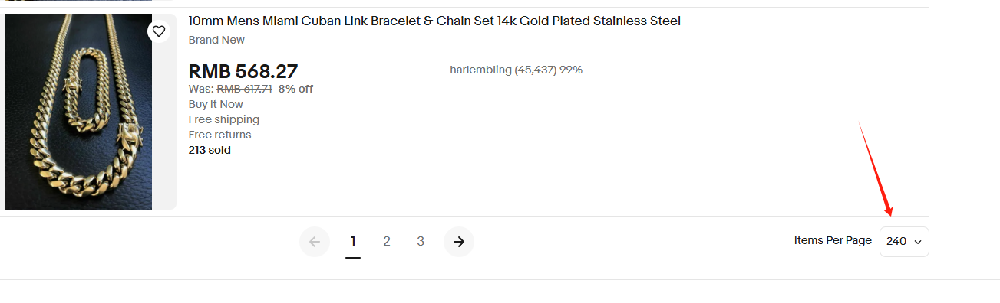 10mm Mens Miami Cuban Link Bracelet & Chain Set 14k Gold Plated Stainless Steel
Brand New
RMB 568.27
harlembling (45,437) 99%
Was: RMB 617.71 8% off
Buy It Now
Free shipping
Free returns
213 sold
1 2 3
Items Per Page 240